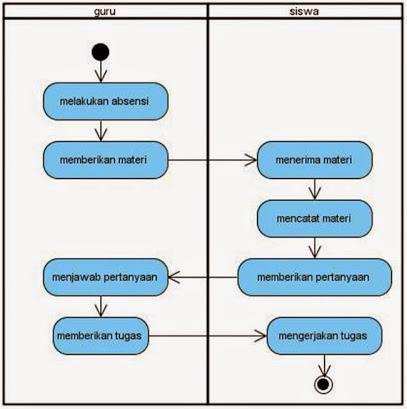 guru
siswa
melakukan absensi
memberikan materi
menerima materi
mencatat materi
menjawab pertanyaan
memberikan pertanyaan
memberikan tugas
mengerjakan tugas